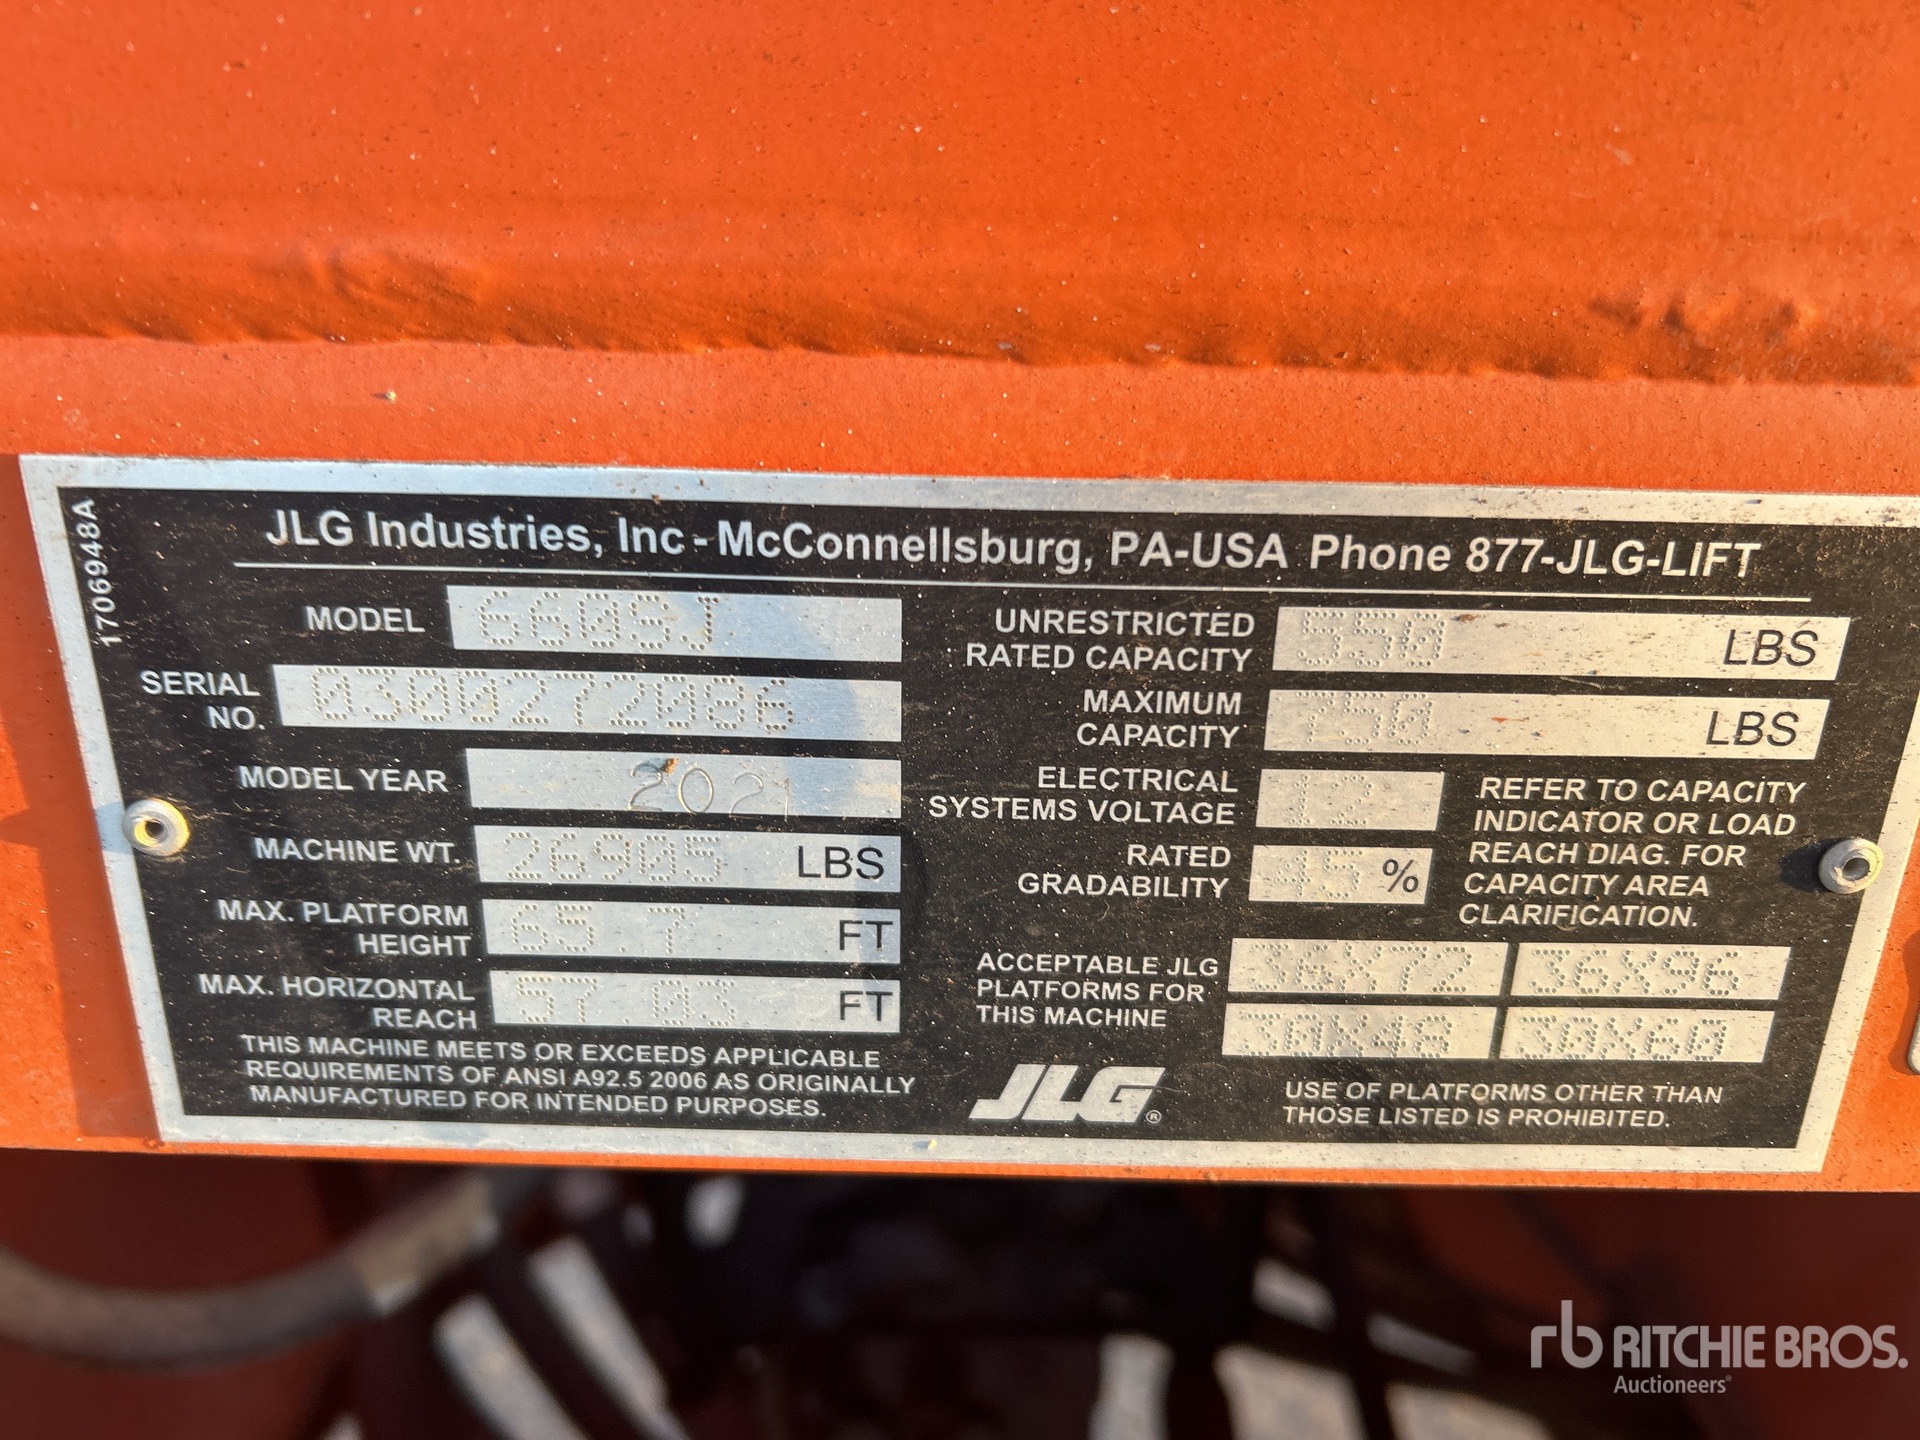 1706948A
JLG Industries, Inc - McConnellsburg, PA-USA Phone 877-JLG-LIFT
MODEL 660SJ
SERIAL NO. 0300272086
MODEL YEAR 2021
MACHINE WT. 26905 LBS
MAX. PLATFORM HEIGHT 65.7 FT
MAX. HORIZONTAL REACH 57.03 FT
THIS MACHINE MEETS OR EXCEEDS APPLICABLE
REQUIREMENTS OF ANSI A92.5 2006 AS ORIGINALLY
MANUFACTURED FOR INTENDED PURPOSES.
UNRESTRICTED RATED CAPACITY 550 LBS
MAXIMUM CAPACITY 750 LBS
ELECTRICAL SYSTEMS VOLTAGE 12
RATED GRADABILITY 45 %
REFER TO CAPACITY
INDICATOR OR LOAD
REACH DIAG. FOR
CAPACITY AREA
CLARIFICATION.
ACCEPTABLE JLG
PLATFORMS FOR
THIS MACHINE
36X72 36X96
30X48 30X60
JLG®
USE OF PLATFORMS OTHER THAN
THOSE LISTED IS PROHIBITED.
rb RITCHIE BROS.
Auctioneers®